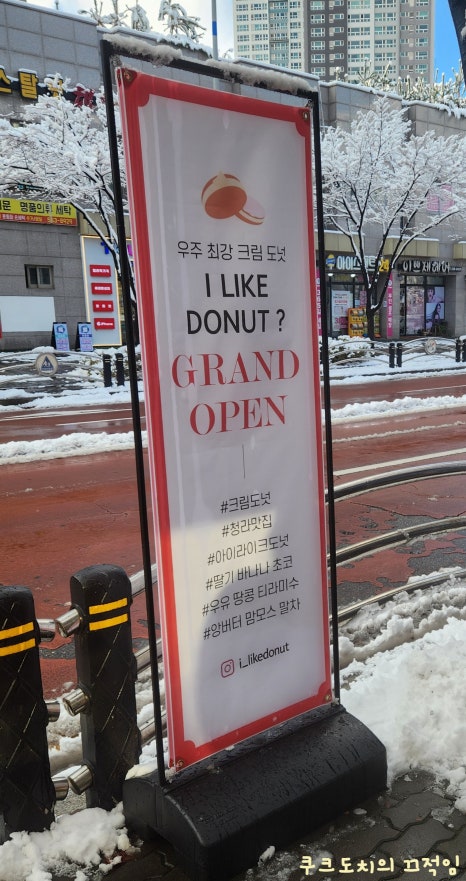 우주 최강 크림 도넛
I LIKE
DONUT ?
GRAND
OPEN
#크림도넛
#청라맛집
#아이라이크도넛
#딸기 바나나 초코
#우유 땅콩 티라미수
#앙버터 맘모스 말차
i_likedonut
쿠크도치의 끄적임